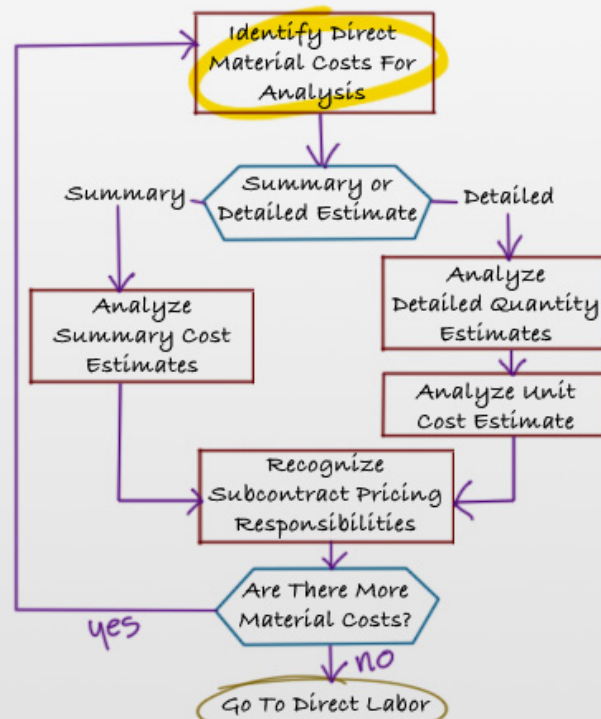 Identify Direct
Material Costs For
Analysis
Summary
Summary or
Detailed Estimate
Detailed
Analyze
Summary Cost
Estimates
Analyze
Detailed Quantity
Estimates
Analyze Unit
Cost Estimate
Recognize
Subcontract Pricing
Responsibilities
Are There More
Material Costs?
yes
no
Go To Direct Labor